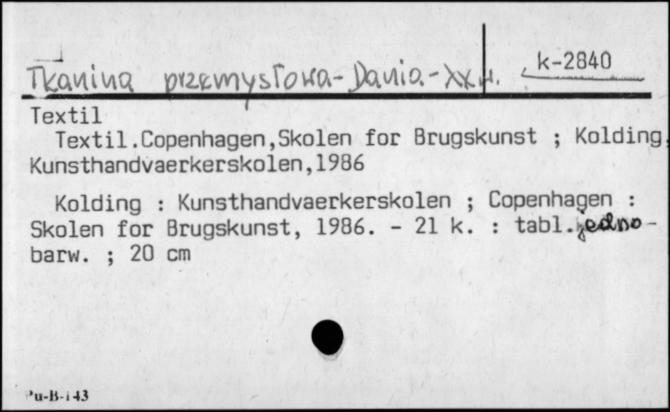 Tkanina przemysłowa - Dania - XX w.
k-2840
Textil
Textil.Copenhagen,Skolen for Brugskunst ; Kolding,
Kunsthandvaerkerskolen,1986
Kolding : Kunsthandvaerkerskolen ; Copenhagen :
Skolen for Brugskunst, 1986. - 21 k. : tabl.jedno-
barw. ; 20 cm
Pu-B-143